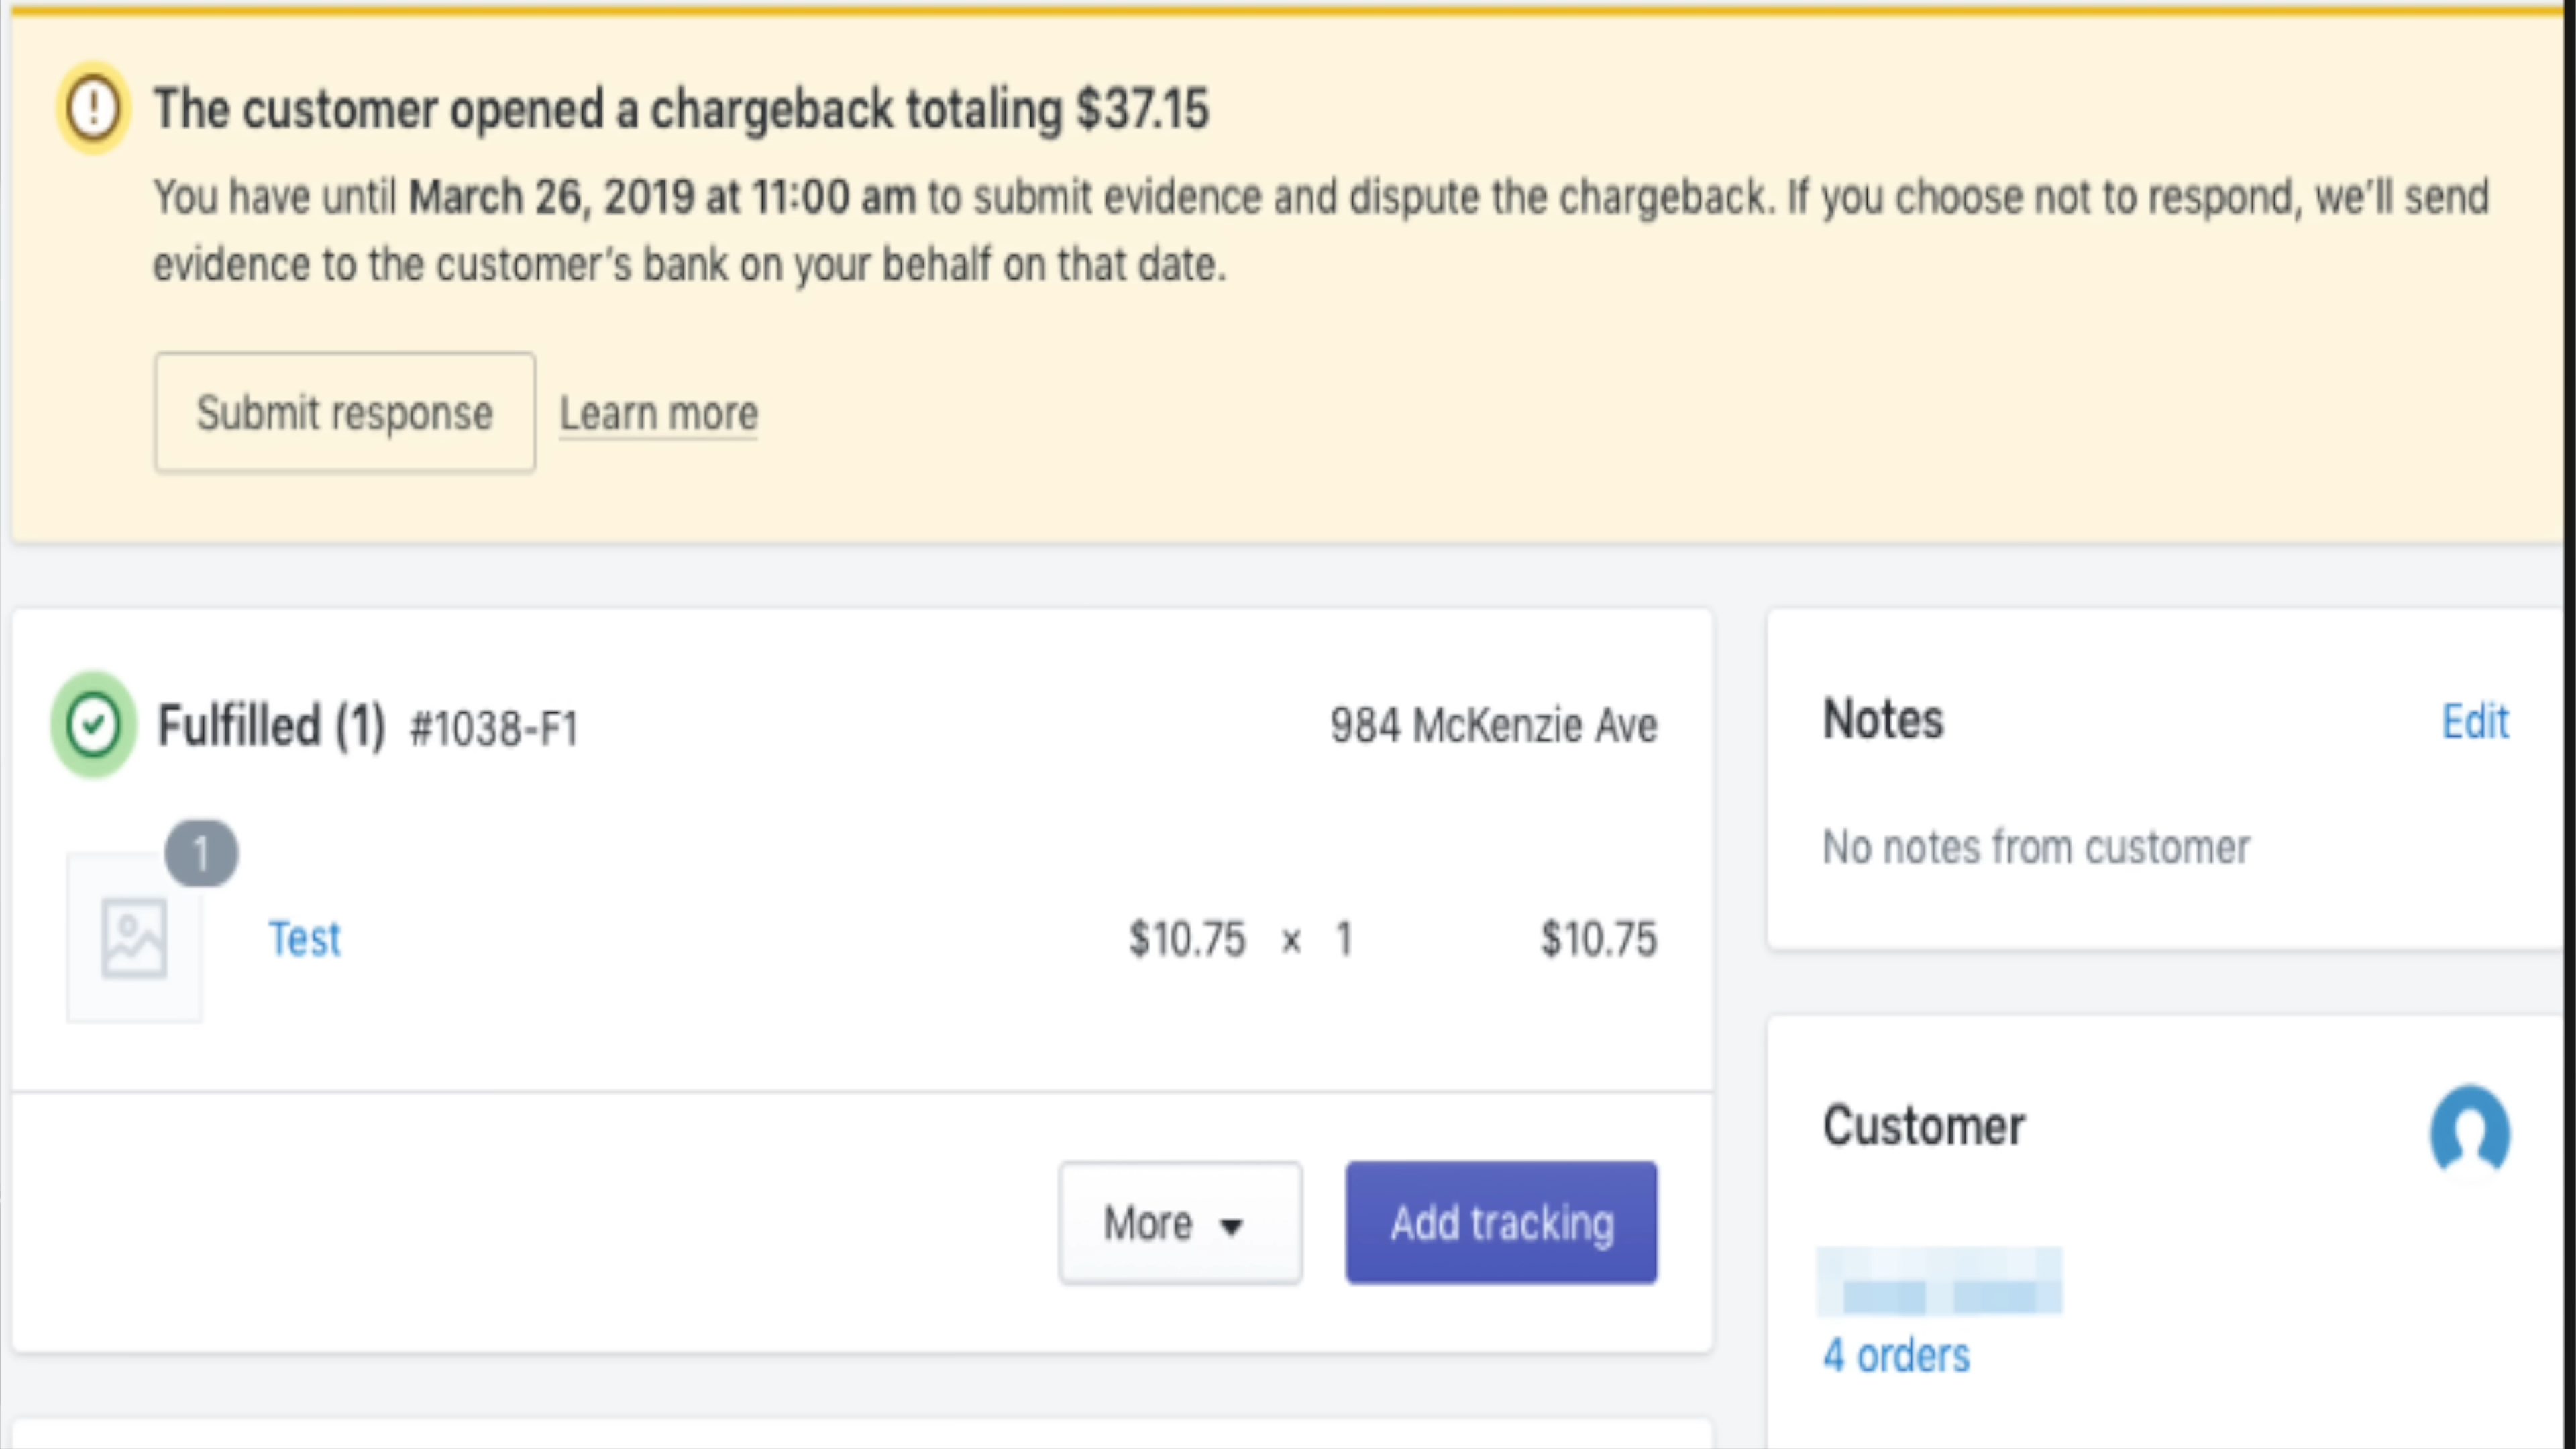 The customer opened a chargeback totaling $37.15
You have until March 26, 2019 at 11:00 am to submit evidence and dispute the chargeback. If you choose not to respond, we'll send
evidence to the customer's bank on your behalf on that date.
Submit response Learn more
Fulfilled (1) #1038-F1 984 McKenzie Ave
1
Test $10.75 × 1 $10.75
More Add tracking
Notes Edit
No notes from customer
Customer
4 orders